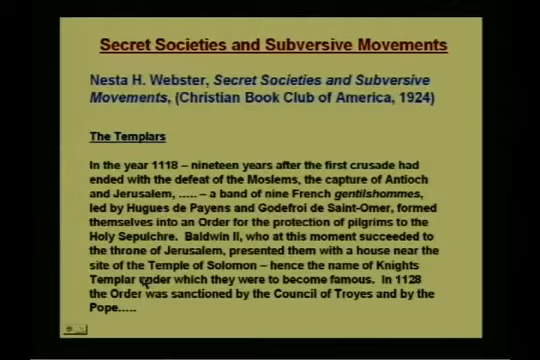 Secret Societies and Subversive Movements
Nesta H. Webster, Secret Societies and Subversive
Movements, (Christian Book Club of America, 1924)
The Templars
In the year 1118 – nineteen years after the first crusade had
ended with the defeat of the Moslems, the capture of Antioch
and Jerusalem, ..... – a band of nine French gentilshommes,
led by Hugues de Payens and Godefroi de Saint-Omer, formed
themselves into an Order for the protection of pilgrims to the
Holy Sepulchre. Baldwin II, who at this moment succeeded to
the throne of Jerusalem, presented them with a house near the
site of the Temple of Solomon – hence the name of Knights
Templar under which they were to become famous. In 1128
the Order was sanctioned by the Council of Troyes and by the
Pope.....